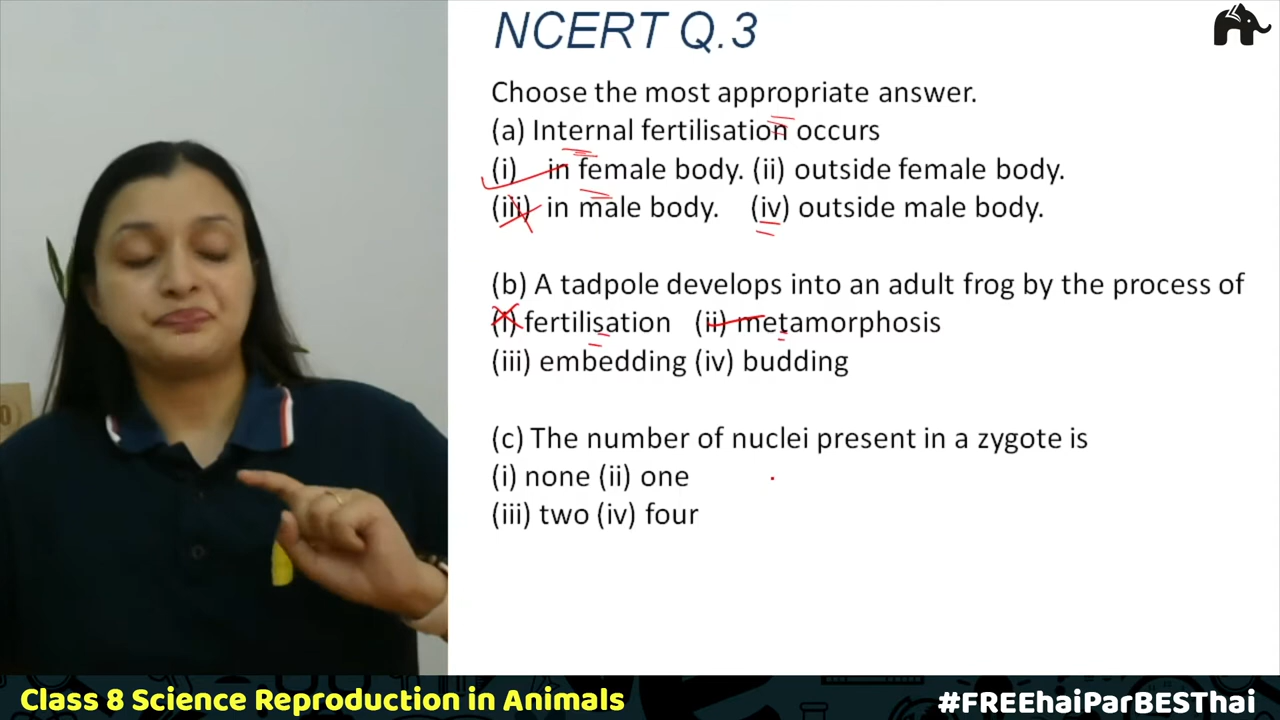 NCERT Q.3
Choose the most appropriate answer.
(a) Internal fertilisation occurs
(i) in female body. (ii) outside female body.
(iii) in male body. (iv) outside male body.
(b) A tadpole develops into an adult frog by the process of
(i) fertilisation (ii) metamorphosis
(iii) embedding (iv) budding
(c) The number of nuclei present in a zygote is
(i) none (ii) one
(iii) two (iv) four
Class 8 Science Reproduction in Animals
#FREEhaiParBESThai